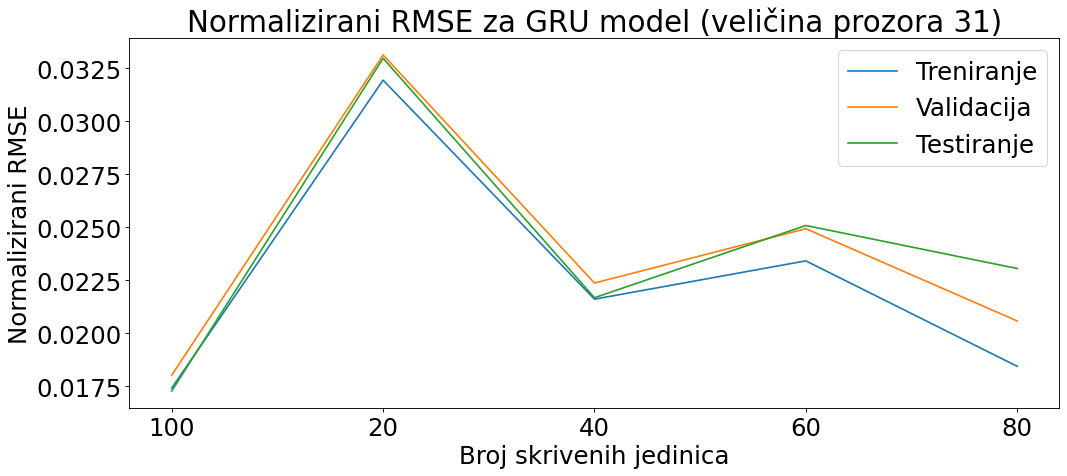 Normalizirani RMSE za GRU model (veličina prozora 31)
Treniranje
Validacija
Testiranje
Normalizirani RMSE
0.0325
0.0300
0.0275
0.0250
0.0225
0.0200
0.0175
100 20 40 60 80
Broj skrivenih jedinica